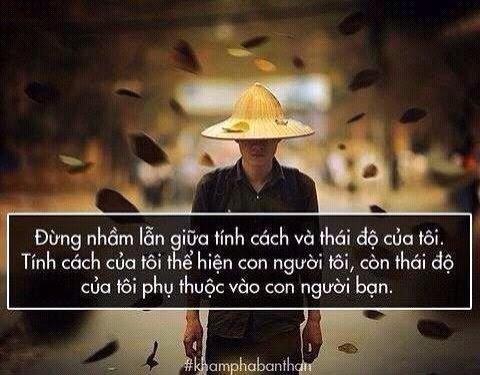 Đừng nhầm lẫn giữa tính cách và thái độ của tôi.
Tính cách của tôi thể hiện con người tôi, còn thái độ
của tôi phụ thuộc vào con người bạn.
#khamphabanthan